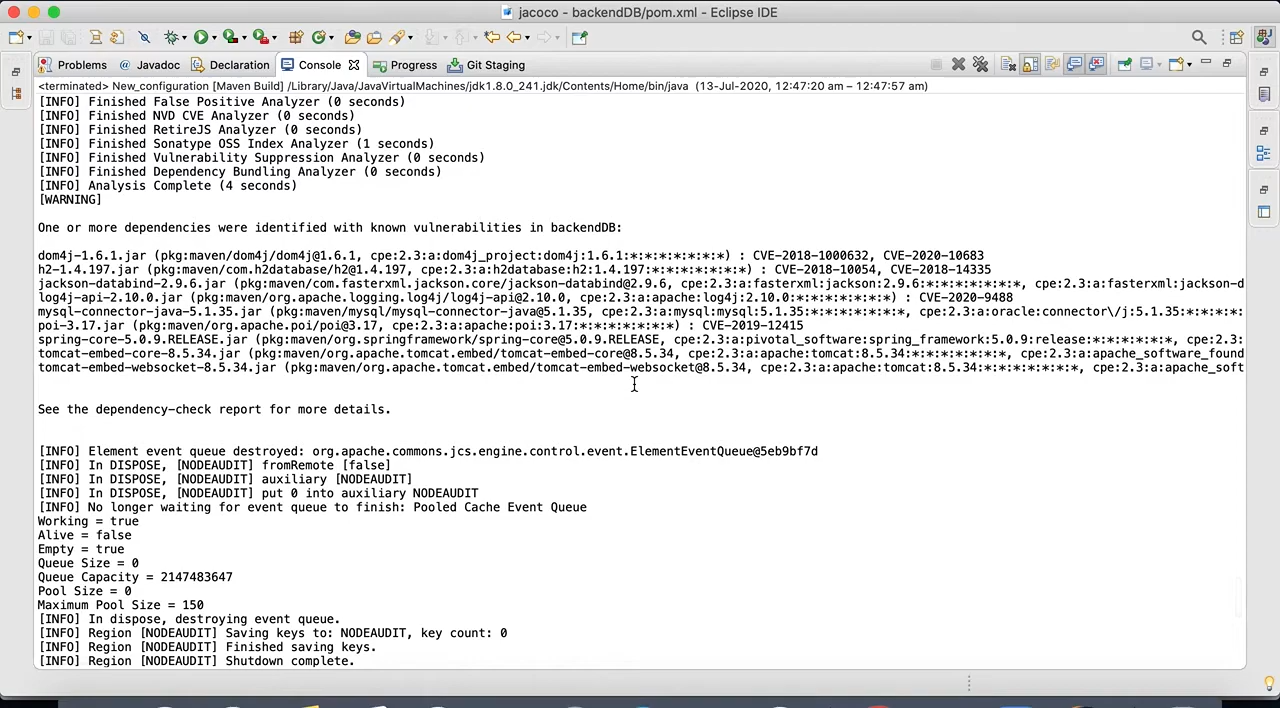 jacoco - backendDB/pom.xml - Eclipse IDE
Problems @ Javadoc Declaration Console Progress Git Staging
<terminated> New_configuration [Maven Build] /Library/Java/JavaVirtualMachines/jdk1.8.0_241.jdk/Contents/Home/bin/java (13-Jul-2020, 12:47:20 am – 12:47:57 am)
[INFO] Finished False Positive Analyzer (0 seconds)
[INFO] Finished NVD CVE Analyzer (0 seconds)
[INFO] Finished RetireJS Analyzer (0 seconds)
[INFO] Finished Sonatype OSS Index Analyzer (1 seconds)
[INFO] Finished Vulnerability Suppression Analyzer (0 seconds)
[INFO] Finished Dependency Bundling Analyzer (0 seconds)
[INFO] Analysis Complete (4 seconds)
[WARNING]
One or more dependencies were identified with known vulnerabilities in backendDB:
dom4j-1.6.1.jar (pkg:maven/dom4j/dom4j@1.6.1, cpe:2.3:a:dom4j_project:dom4j:1.6.1:*:*:*:*:*:*:*) : CVE-2018-1000632, CVE-2020-10683
h2-1.4.197.jar (pkg:maven/com.h2database/h2@1.4.197, cpe:2.3:a:h2database:h2:1.4.197:*:*:*:*:*:*:*) : CVE-2018-10054, CVE-2018-14335
jackson-databind-2.9.6.jar (pkg:maven/com.fasterxml.jackson.core/jackson-databind@2.9.6, cpe:2.3:a:fasterxml:jackson:2.9.6:*:*:*:*:*:*:*, cpe:2.3:a:fasterxml:jackson-d
log4j-api-2.10.0.jar (pkg:maven/org.apache.logging.log4j/log4j-api@2.10.0, cpe:2.3:a:apache:log4j:2.10.0:*:*:*:*:*:*:*) : CVE-2020-9488
mysql-connector-java-5.1.35.jar (pkg:maven/mysql/mysql-connector-java@5.1.35, cpe:2.3:a:mysql:mysql:5.1.35:*:*:*:*:*:*:*, cpe:2.3:a:oracle:connector\/j:5.1.35:*:*:*:
poi-3.17.jar (pkg:maven/org.apache.poi/poi@3.17, cpe:2.3:a:apache:poi:3.17:*:*:*:*:*:*:*) : CVE-2019-12415
spring-core-5.0.9.RELEASE.jar (pkg:maven/org.springframework/spring-core@5.0.9.RELEASE, cpe:2.3:a:pivotal_software:spring_framework:5.0.9:release:*:*:*:*:*:*, cpe:2.3:
tomcat-embed-core-8.5.34.jar (pkg:maven/org.apache.tomcat.embed/tomcat-embed-core@8.5.34, cpe:2.3:a:apache:tomcat:8.5.34:*:*:*:*:*:*:*, cpe:2.3:a:apache_software_found
tomcat-embed-websocket-8.5.34.jar (pkg:maven/org.apache.tomcat.embed/tomcat-embed-websocket@8.5.34, cpe:2.3:a:apache:tomcat:8.5.34:*:*:*:*:*:*:*, cpe:2.3:a:apache_soft
See the dependency-check report for more details.
[INFO] Element event queue destroyed: org.apache.commons.jcs.engine.control.event.ElementEventQueue@5eb9bf7d
[INFO] In DISPOSE, [NODEAUDIT] fromRemote [false]
[INFO] In DISPOSE, [NODEAUDIT] auxiliary [NODEAUDIT]
[INFO] In DISPOSE, [NODEAUDIT] put 0 into auxiliary NODEAUDIT
[INFO] No longer waiting for event queue to finish: Pooled Cache Event Queue
Working = true
Alive = false
Empty = true
Queue Size = 0
Queue Capacity = 2147483647
Pool Size = 0
Maximum Pool Size = 150
[INFO] In dispose, destroying event queue.
[INFO] Region [NODEAUDIT] Saving keys to: NODEAUDIT, key count: 0
[INFO] Region [NODEAUDIT] Finished saving keys.
[INFO] Region [NODEAUDIT] Shutdown complete.